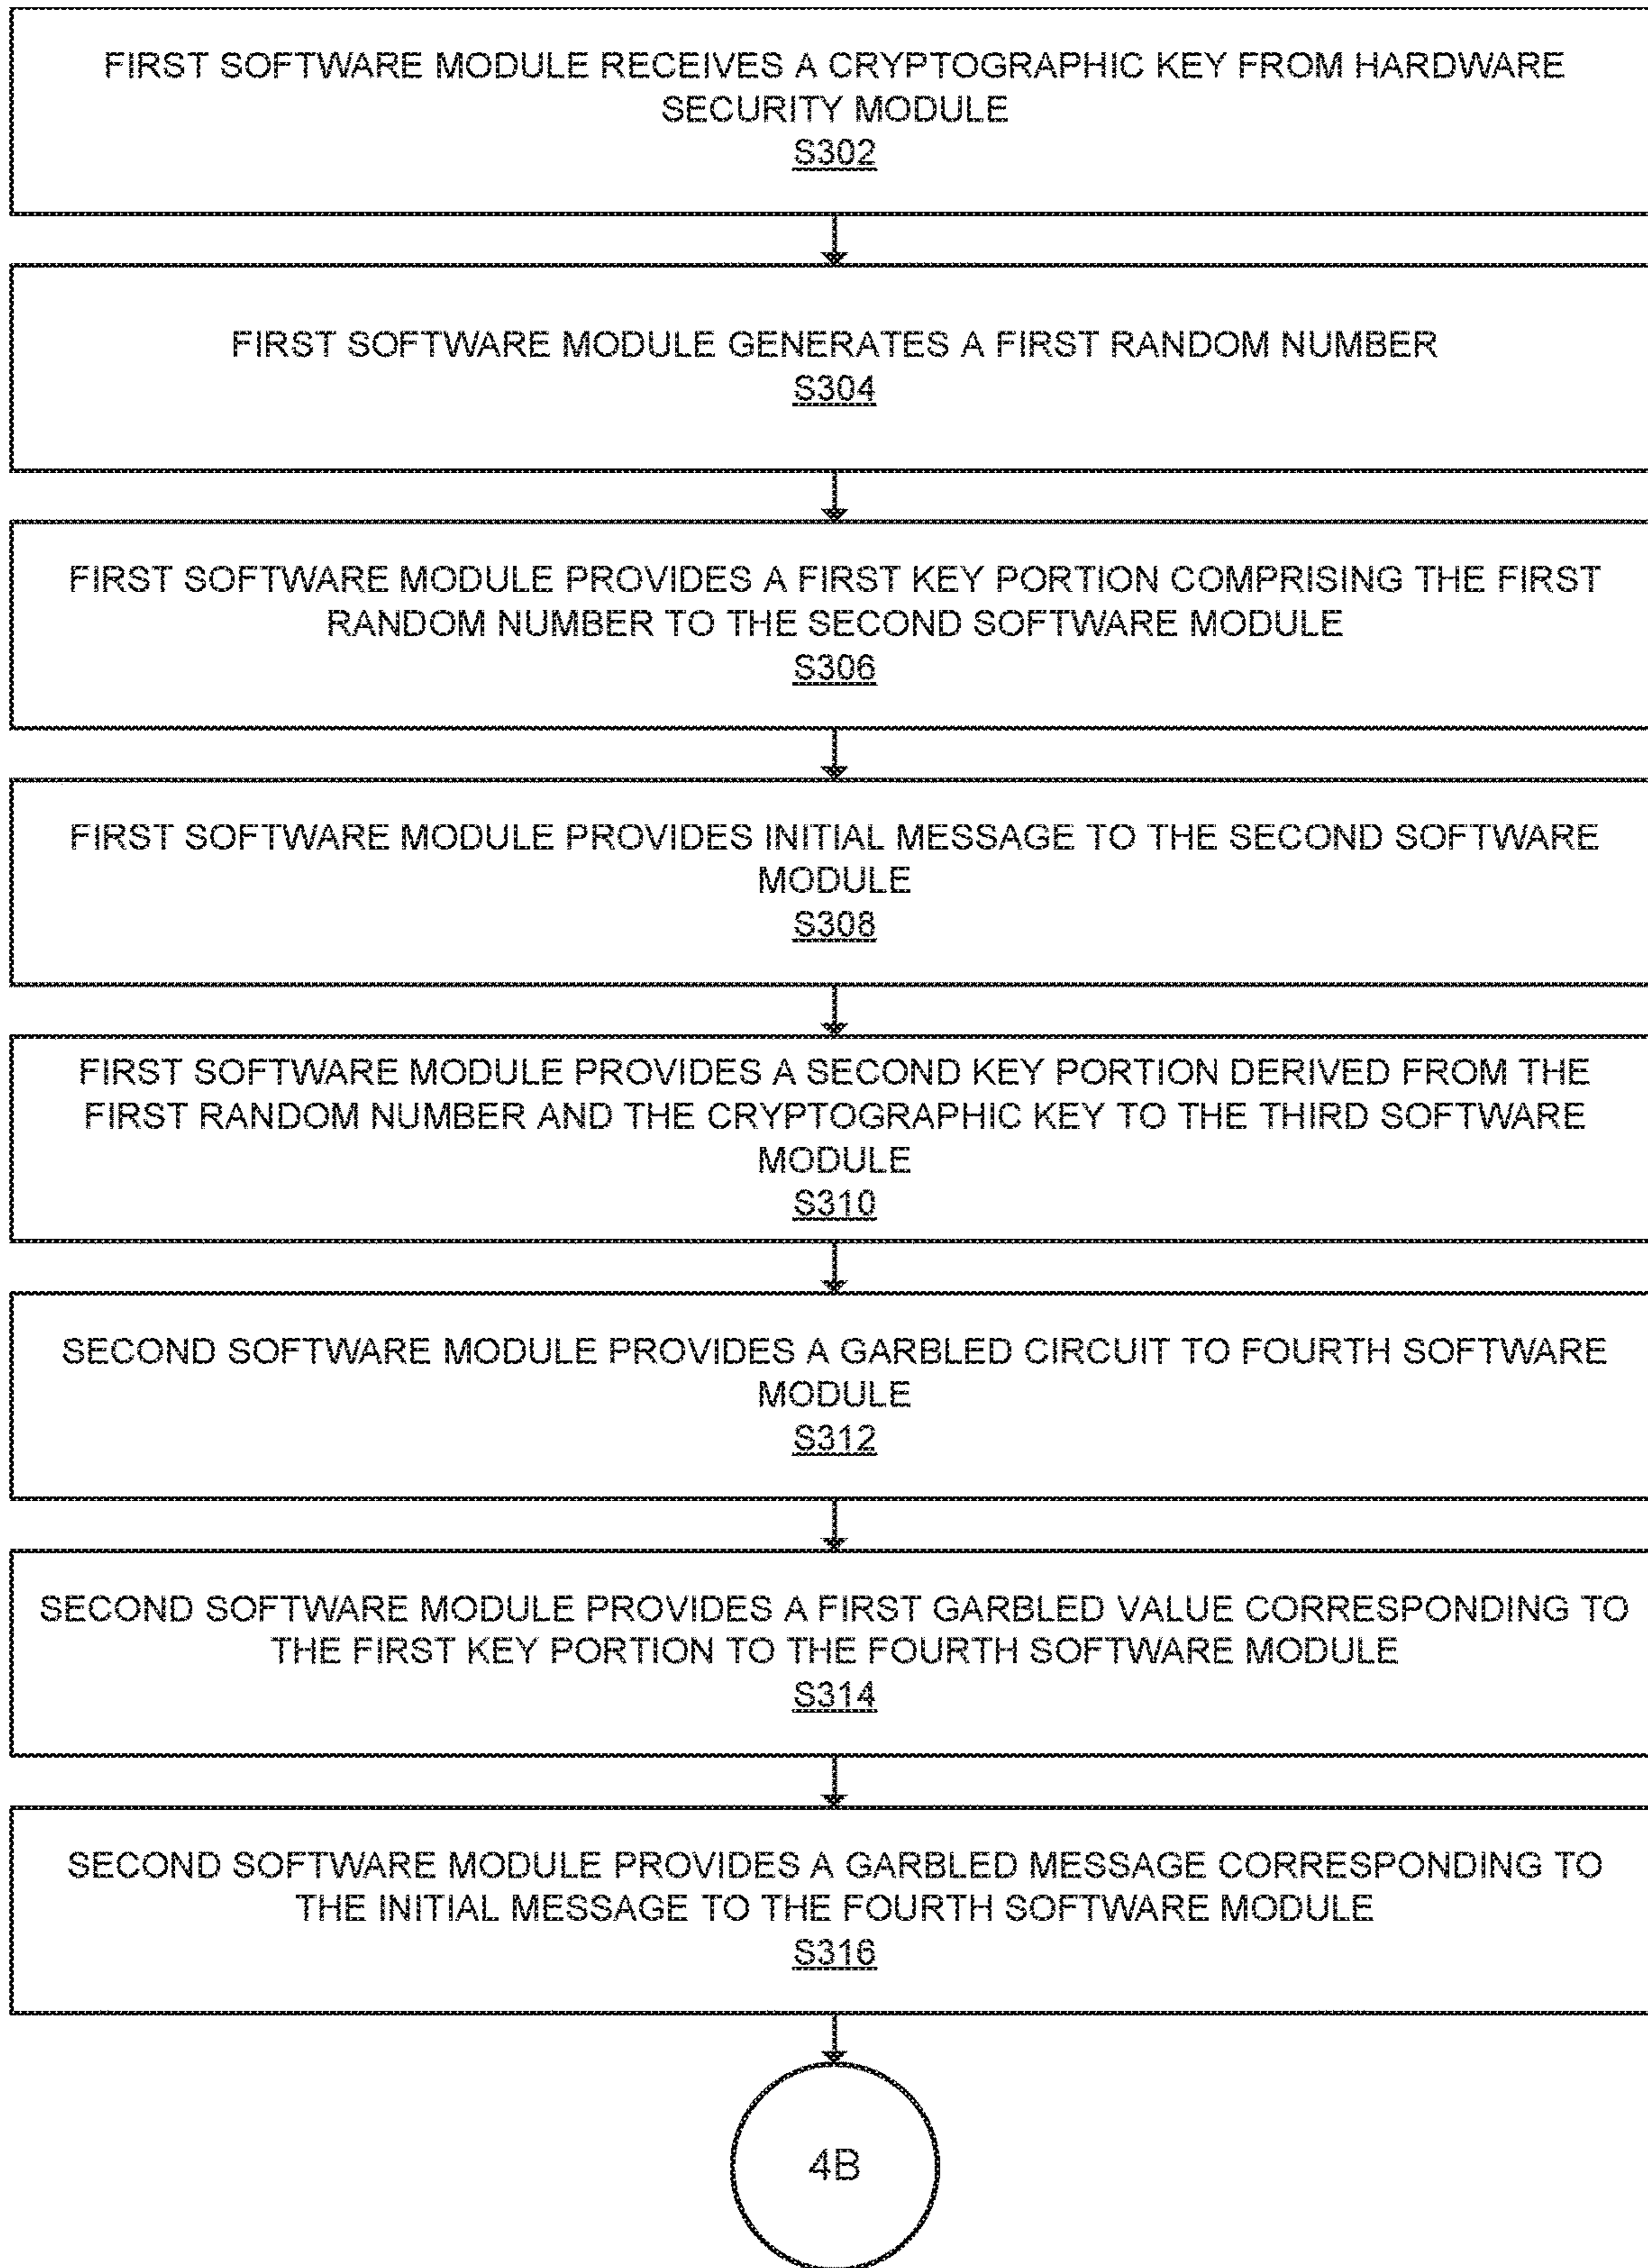 FIRST SOFTWARE MODULE RECEIVES A CRYPTOGRAPHIC KEY FROM HARDWARE
SECURITY MODULE
S302
FIRST SOFTWARE MODULE GENERATES A FIRST RANDOM NUMBER
S304
FIRST SOFTWARE MODULE PROVIDES A FIRST KEY PORTION COMPRISING THE FIRST
RANDOM NUMBER TO THE SECOND SOFTWARE MODULE
S306
FIRST SOFTWARE MODULE PROVIDES INITIAL MESSAGE TO THE SECOND SOFTWARE
MODULE
S308
FIRST SOFTWARE MODULE PROVIDES A SECOND KEY PORTION DERIVED FROM THE
FIRST RANDOM NUMBER AND THE CRYPTOGRAPHIC KEY TO THE THIRD SOFTWARE
MODULE
S310
SECOND SOFTWARE MODULE PROVIDES A GARBLED CIRCUIT TO FOURTH SOFTWARE
MODULE
S312
SECOND SOFTWARE MODULE PROVIDES A FIRST GARBLED VALUE CORRESPONDING TO
THE FIRST KEY PORTION TO THE FOURTH SOFTWARE MODULE
S314
SECOND SOFTWARE MODULE PROVIDES A GARBLED MESSAGE CORRESPONDING TO
THE INITIAL MESSAGE TO THE FOURTH SOFTWARE MODULE
S316
4B